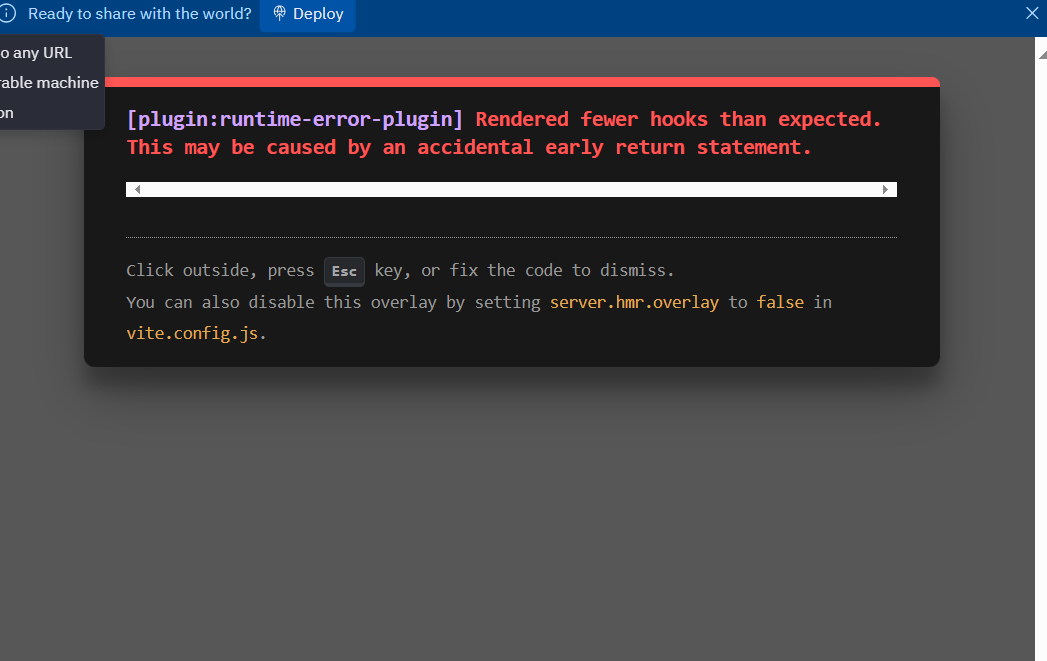 Ready to share with the world? Deploy
o any URL
rable machine
on
[plugin:runtime-error-plugin] Rendered fewer hooks than expected.
This may be caused by an accidental early return statement.
Click outside, press Esc key, or fix the code to dismiss.
You can also disable this overlay by setting server.hmr.overlay to false in
vite.config.js.